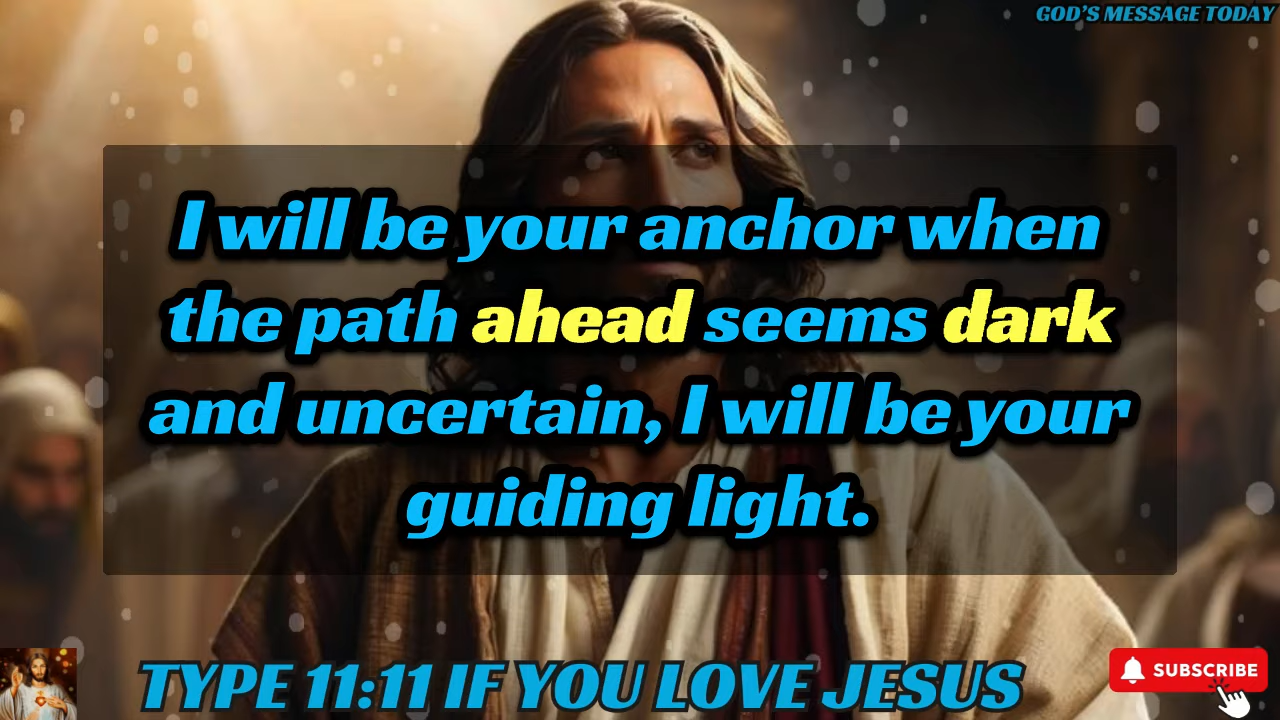 GOD'S MESSAGE TODAY
I will be your anchor when
the path ahead seems dark
and uncertain, I will be your
guiding light.
TYPE 11:11 IF YOU LOVE JESUS
SUBSCRIBE